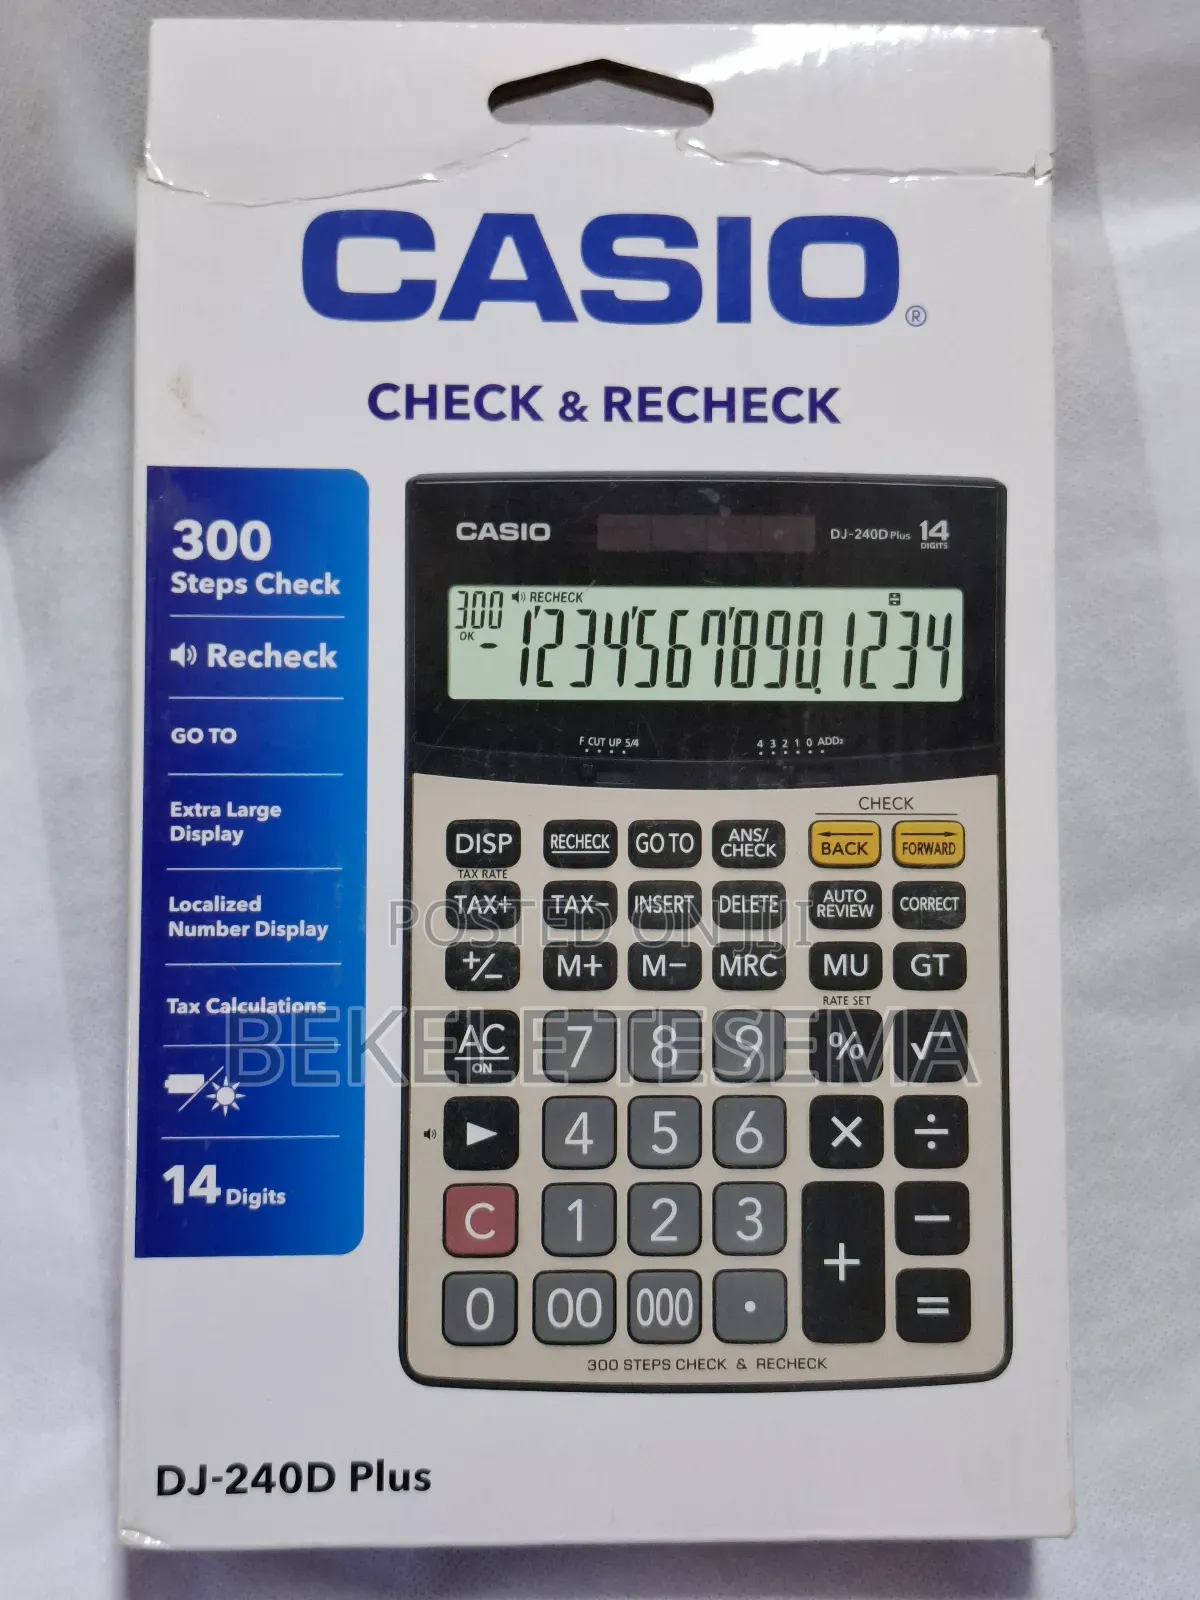 CASIO®
CHECK & RECHECK
300
Steps Check
Recheck
GO TO
Extra Large
Display
Localized
Number Display
Tax Calculations
14 Digits
CASIO
DJ-240D Plus 14
DIGITS
300 RECHECK
OK
-1'234'567'890.1234
F CUT UP 5/4
4 3 2 1 0 ADD2
CHECK
DISP RECHECK GO TO ANS/CHECK BACK FORWARD
TAX RATE
TAX+ TAX− INSERT DELETE AUTO REVIEW CORRECT
+/− M+ M− MRC MU GT
RATE SET
AC 7 8 9 % √
ON
► 4 5 6 × ÷
C 1 2 3 −
+
0 00 000 · =
300 STEPS CHECK & RECHECK
DJ-240D Plus
POSTED ON JIJI
BEKELE TESEMA